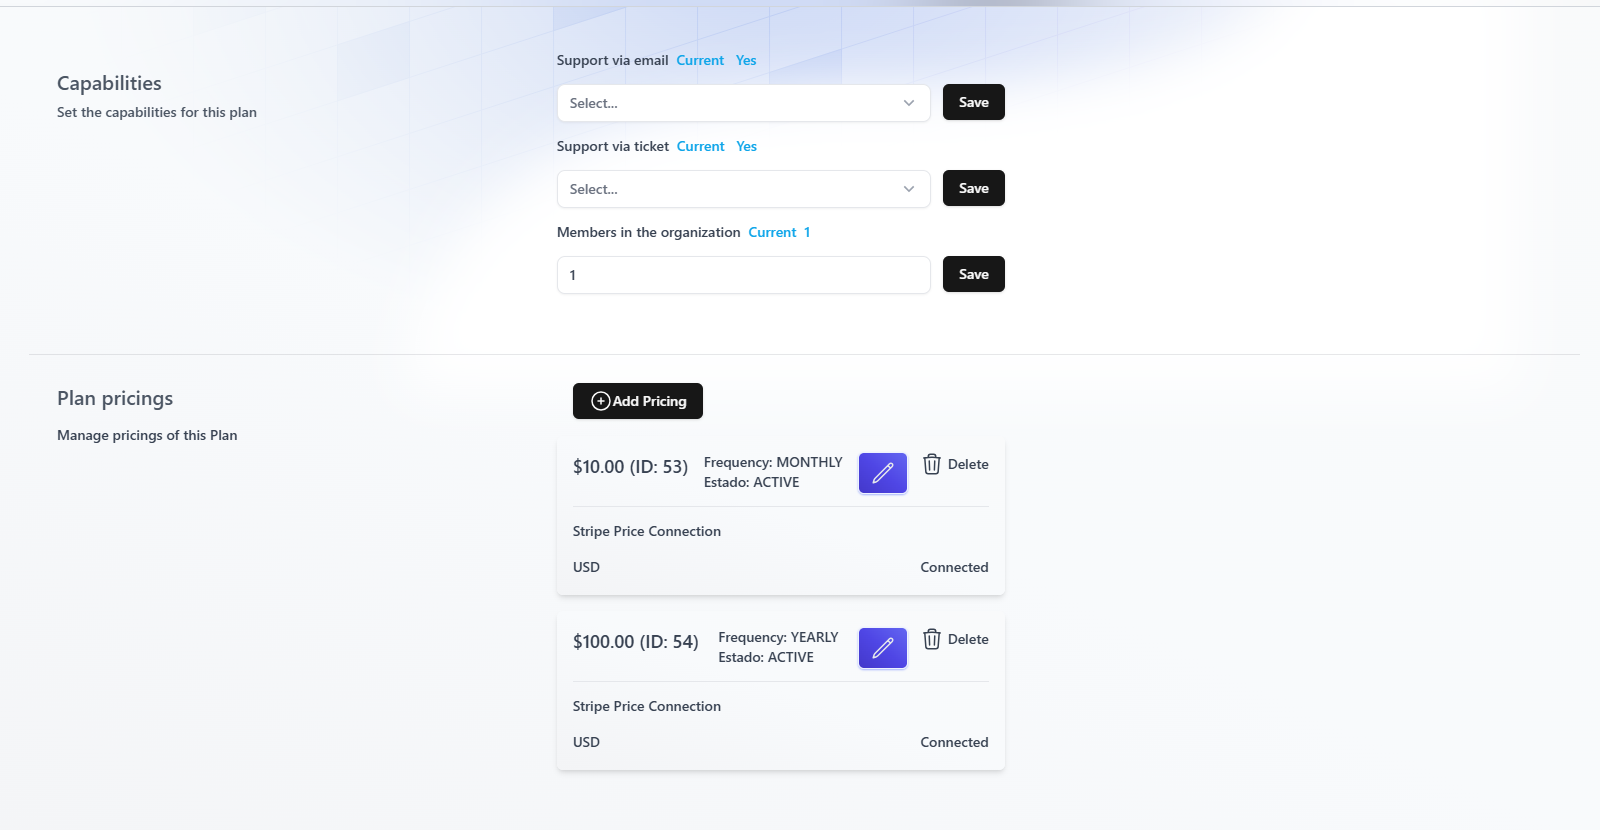 Capabilities
Set the capabilities for this plan
Support via email Current Yes
Select... Save
Support via ticket Current Yes
Select... Save
Members in the organization Current 1
1 Save
Plan pricings
Manage pricings of this Plan
Add Pricing
$10.00 (ID: 53) Frequency: MONTHLY
Estado: ACTIVE
Delete
Stripe Price Connection
USD Connected
$100.00 (ID: 54) Frequency: YEARLY
Estado: ACTIVE
Delete
Stripe Price Connection
USD Connected